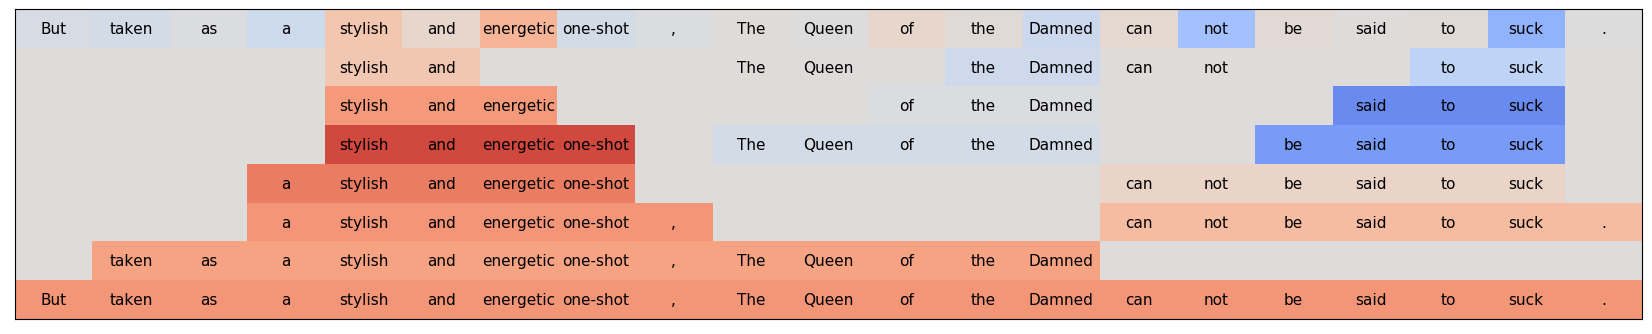 But taken as a stylish and energetic one-shot , The Queen of the Damned can not be said to suck .
stylish and The Queen the Damned can not to suck
stylish and energetic of the Damned said to suck
stylish and energetic one-shot The Queen of the Damned be said to suck
a stylish and energetic one-shot can not be said to suck
a stylish and energetic one-shot , can not be said to suck .
taken as a stylish and energetic one-shot , The Queen of the Damned
But taken as a stylish and energetic one-shot , The Queen of the Damned can not be said to suck .